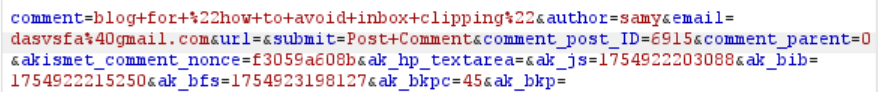 comment=blog+for+%22how+to+avoid+inbox+clipping%22&author=samy&email=
dasvsfa%40gmail.com&url=&submit=Post+Comment&comment_post_ID=6915&comment_parent=0
&akismet_comment_nonce=f3059a608b&ak_hp_textarea=&ak_js=1754922203088&ak_bib=
1754922215250&ak_bfs=1754923198127&ak_bkpc=45&ak_bkp=